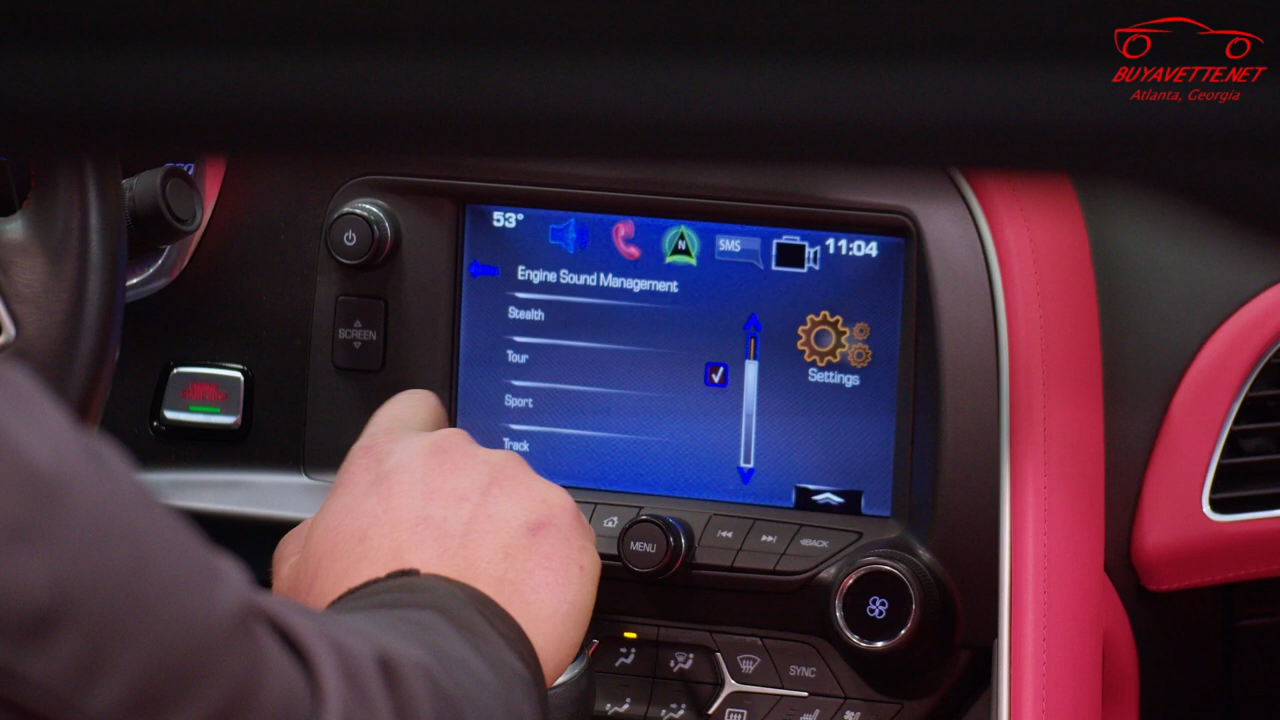 BUYAVETTE.NET
Atlanta, Georgia
53°
N
SMS
11:04
Engine Sound Management
Stealth
Tour
Sport
Track
Settings
SCREEN
MENU
BACK
SYNC